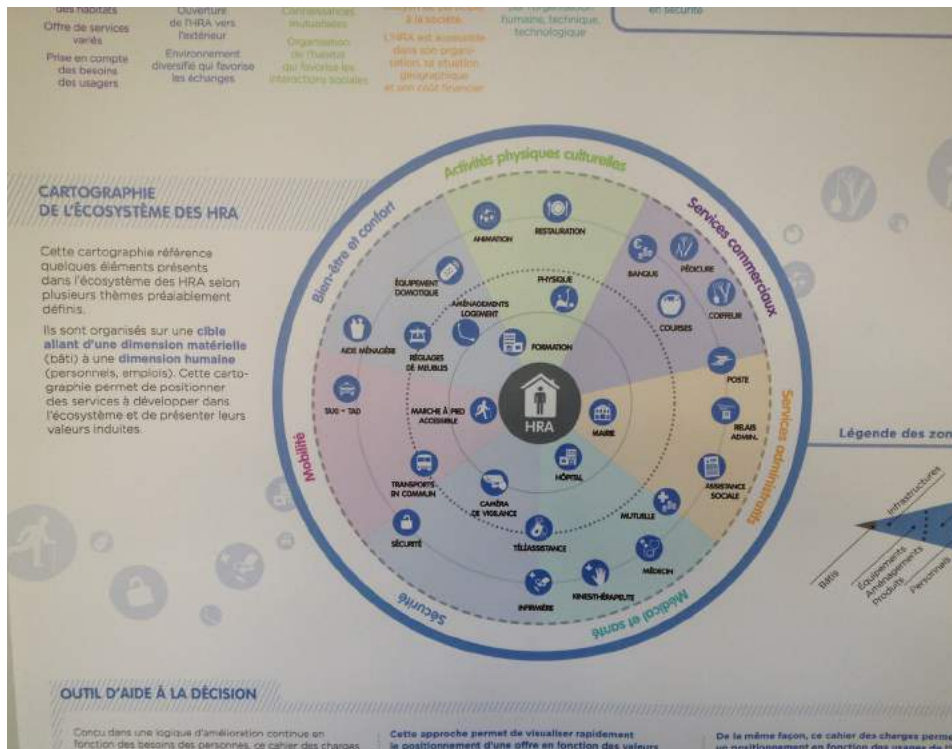 des habitats
Offre de services
variés
Prise en compte
des besoins
des usagers
Ouverture
de l'HRA vers
l'extérieur
Environnement
diversifié qui favorise
les échanges
Connaissances
mutualisées
Organisation
de l'habitat
qui favorise les
interactions sociales
à la société.
L'HRA est accessible
dans son organi-
sation, sa situation
géographique
et son coût financier
humaine, technique,
technologique
en sécurité
CARTOGRAPHIE
DE L'ÉCOSYSTÈME DES HRA
Cette cartographie référence
quelques éléments présents
dans l'écosystème des HRA selon
plusieurs thèmes préalablement
définis.
Ils sont organisés sur une cible
allant d'une dimension matérielle
(bâti) à une dimension humaine
(personnels, emplois). Cette carto-
graphie permet de positionner
des services à développer dans
l'écosystème et de présenter leurs
valeurs induites.
Activités physiques culturelles
ANIMATION
RESTAURATION
PHYSIQUE
FORMATION
Services commerciaux
€ $
BANQUE
PÉDICURE
COIFFEUR
COURSES
Bien-être et confort
ÉQUIPEMENT
DOMOTIQUE
AMÉNAGEMENTS
LOGEMENT
AIDE MÉNAGÈRE
RÉGLAGES
DE MEUBLES
Mobilité
TAXI - TAD
MARCHE À PIED
ACCESSIBLE
TRANSPORTS
EN COMMUN
HRA
Services administratifs
POSTE
MAIRIE
RELAIS
ADMIN.
ASSISTANCE
SOCIALE
Sécurité
SÉCURITÉ
CAMÉRA
DE VIGILANCE
TÉLÉASSISTANCE
INFIRMIÈRE
Médical et santé
HÔPITAL
MUTUELLE
MÉDECIN
KINESITHÉRAPEUTE
Légende des zon
Infrastructures
Bâtis
Équipements
Aménagements
Produits
Personnels
OUTIL D'AIDE À LA DÉCISION
Conçu dans une logique d'amélioration continue en
fonction des besoins des personnes, ce cahier des charges
Cette approche permet de visualiser rapidement
le positionnement d'une offre en fonction des valeurs
De la même façon, ce cahier des charges perme
un positionnement en fonction des usages